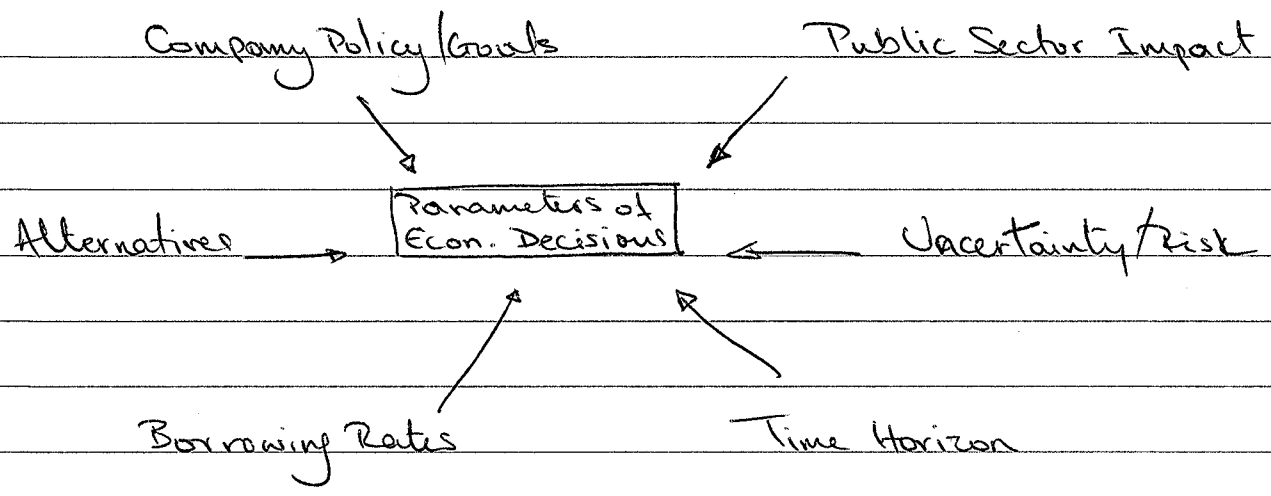 Company Policy/Goals
Public Sector Impact
Parameters of
Econ. Decisions
Alternatives
Uncertainty/Risk
Borrowing Rates
Time Horizon